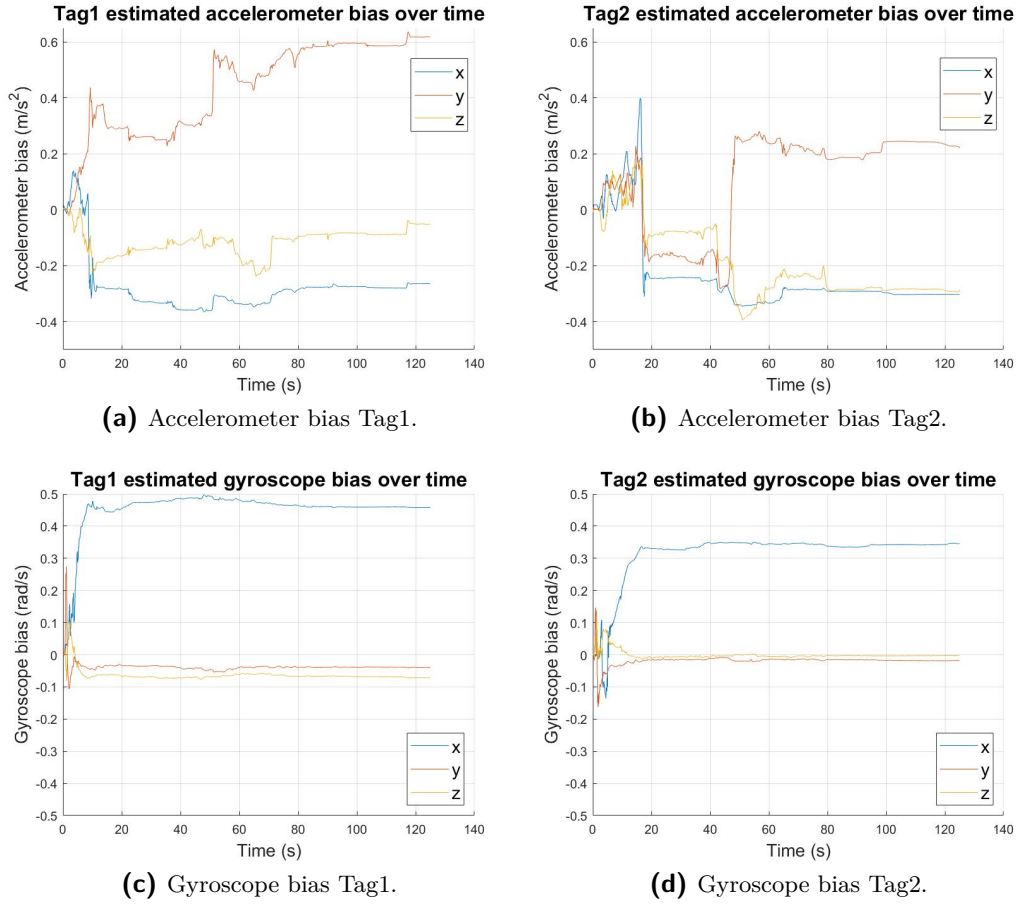 Tag1 estimated accelerometer bias over time
0.6
0.4
0.2
0
-0.2
-0.4
Accelerometer bias (m/s²)
x
y
z
0 20 40 60 80 100 120 140
Time (s)
(a) Accelerometer bias Tag1.
Tag2 estimated accelerometer bias over time
0.6
0.4
0.2
0
-0.2
-0.4
Accelerometer bias (m/s²)
x
y
z
0 20 40 60 80 100 120 140
Time (s)
(b) Accelerometer bias Tag2.
Tag1 estimated gyroscope bias over time
0.5
0.4
0.3
0.2
0.1
0
-0.1
-0.2
-0.3
-0.4
-0.5
Gyroscope bias (rad/s)
x
y
z
0 20 40 60 80 100 120 140
Time (s)
(c) Gyroscope bias Tag1.
Tag2 estimated gyroscope bias over time
0.5
0.4
0.3
0.2
0.1
0
-0.1
-0.2
-0.3
-0.4
-0.5
Gyroscope bias (rad/s)
x
y
z
0 20 40 60 80 100 120 140
Time (s)
(d) Gyroscope bias Tag2.